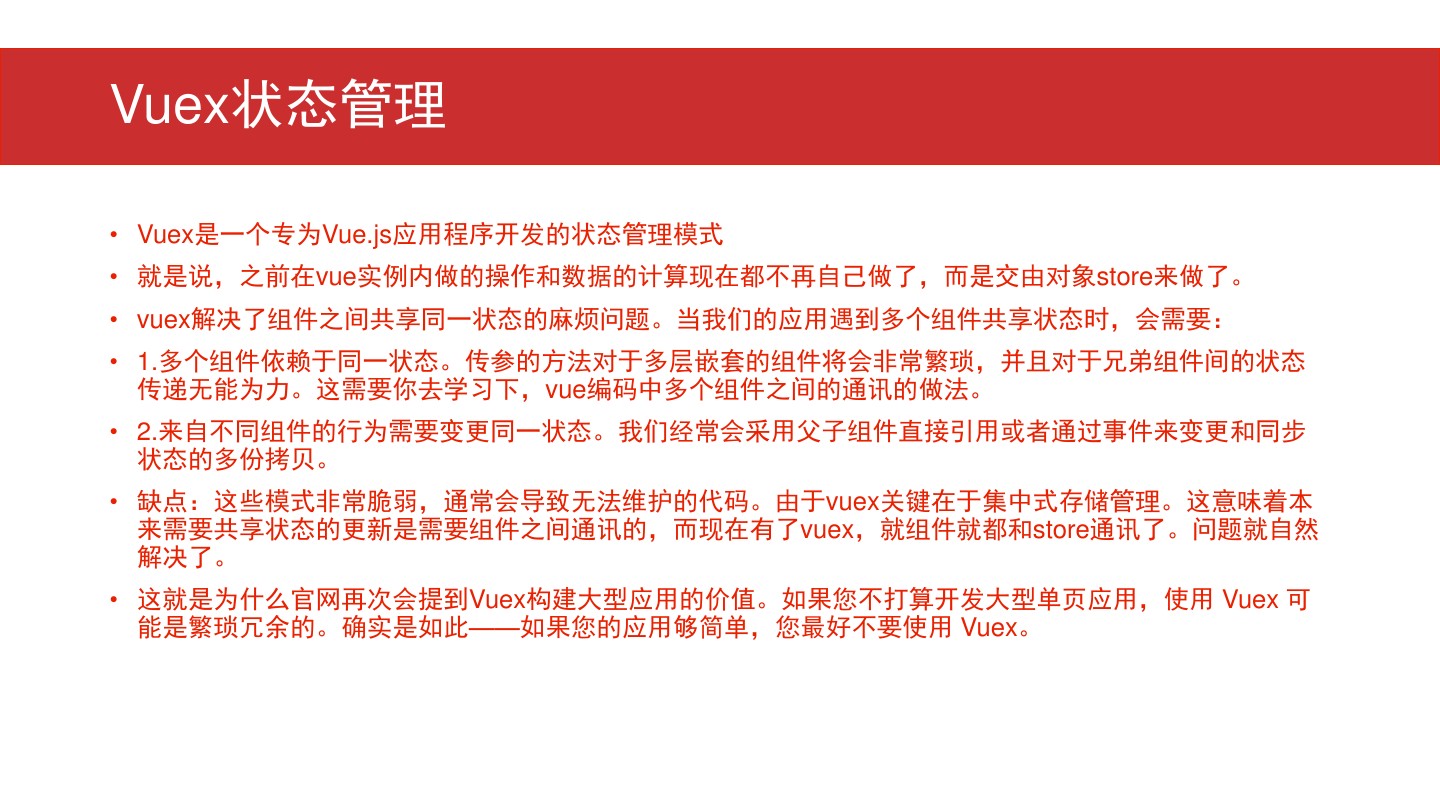 Vuex状态管理
• Vuex是一个专为Vue.js应用程序开发的状态管理模式
• 就是说，之前在vue实例内做的操作和数据的计算现在都不再自己做了，而是交由对象store来做了。
• vuex解决了组件之间共享同一状态的麻烦问题。当我们的应用遇到多个组件共享状态时，会需要：
• 1.多个组件依赖于同一状态。传参的方法对于多层嵌套的组件将会非常繁琐，并且对于兄弟组件间的状态
传递无能为力。这需要你去学习下，vue编码中多个组件之间的通讯的做法。
• 2.来自不同组件的行为需要变更同一状态。我们经常会采用父子组件直接引用或者通过事件来变更和同步
状态的多份拷贝。
• 缺点：这些模式非常脆弱，通常会导致无法维护的代码。由于vuex关键在于集中式存储管理。这意味着本
来需要共享状态的更新是需要组件之间通讯的，而现在有了vuex，就组件就都和store通讯了。问题就自然
解决了。
• 这就是为什么官网再次会提到Vuex构建大型应用的价值。如果您不打算开发大型单页应用，使用 Vuex 可
能是繁琐冗余的。确实是如此——如果您的应用够简单，您最好不要使用 Vuex。